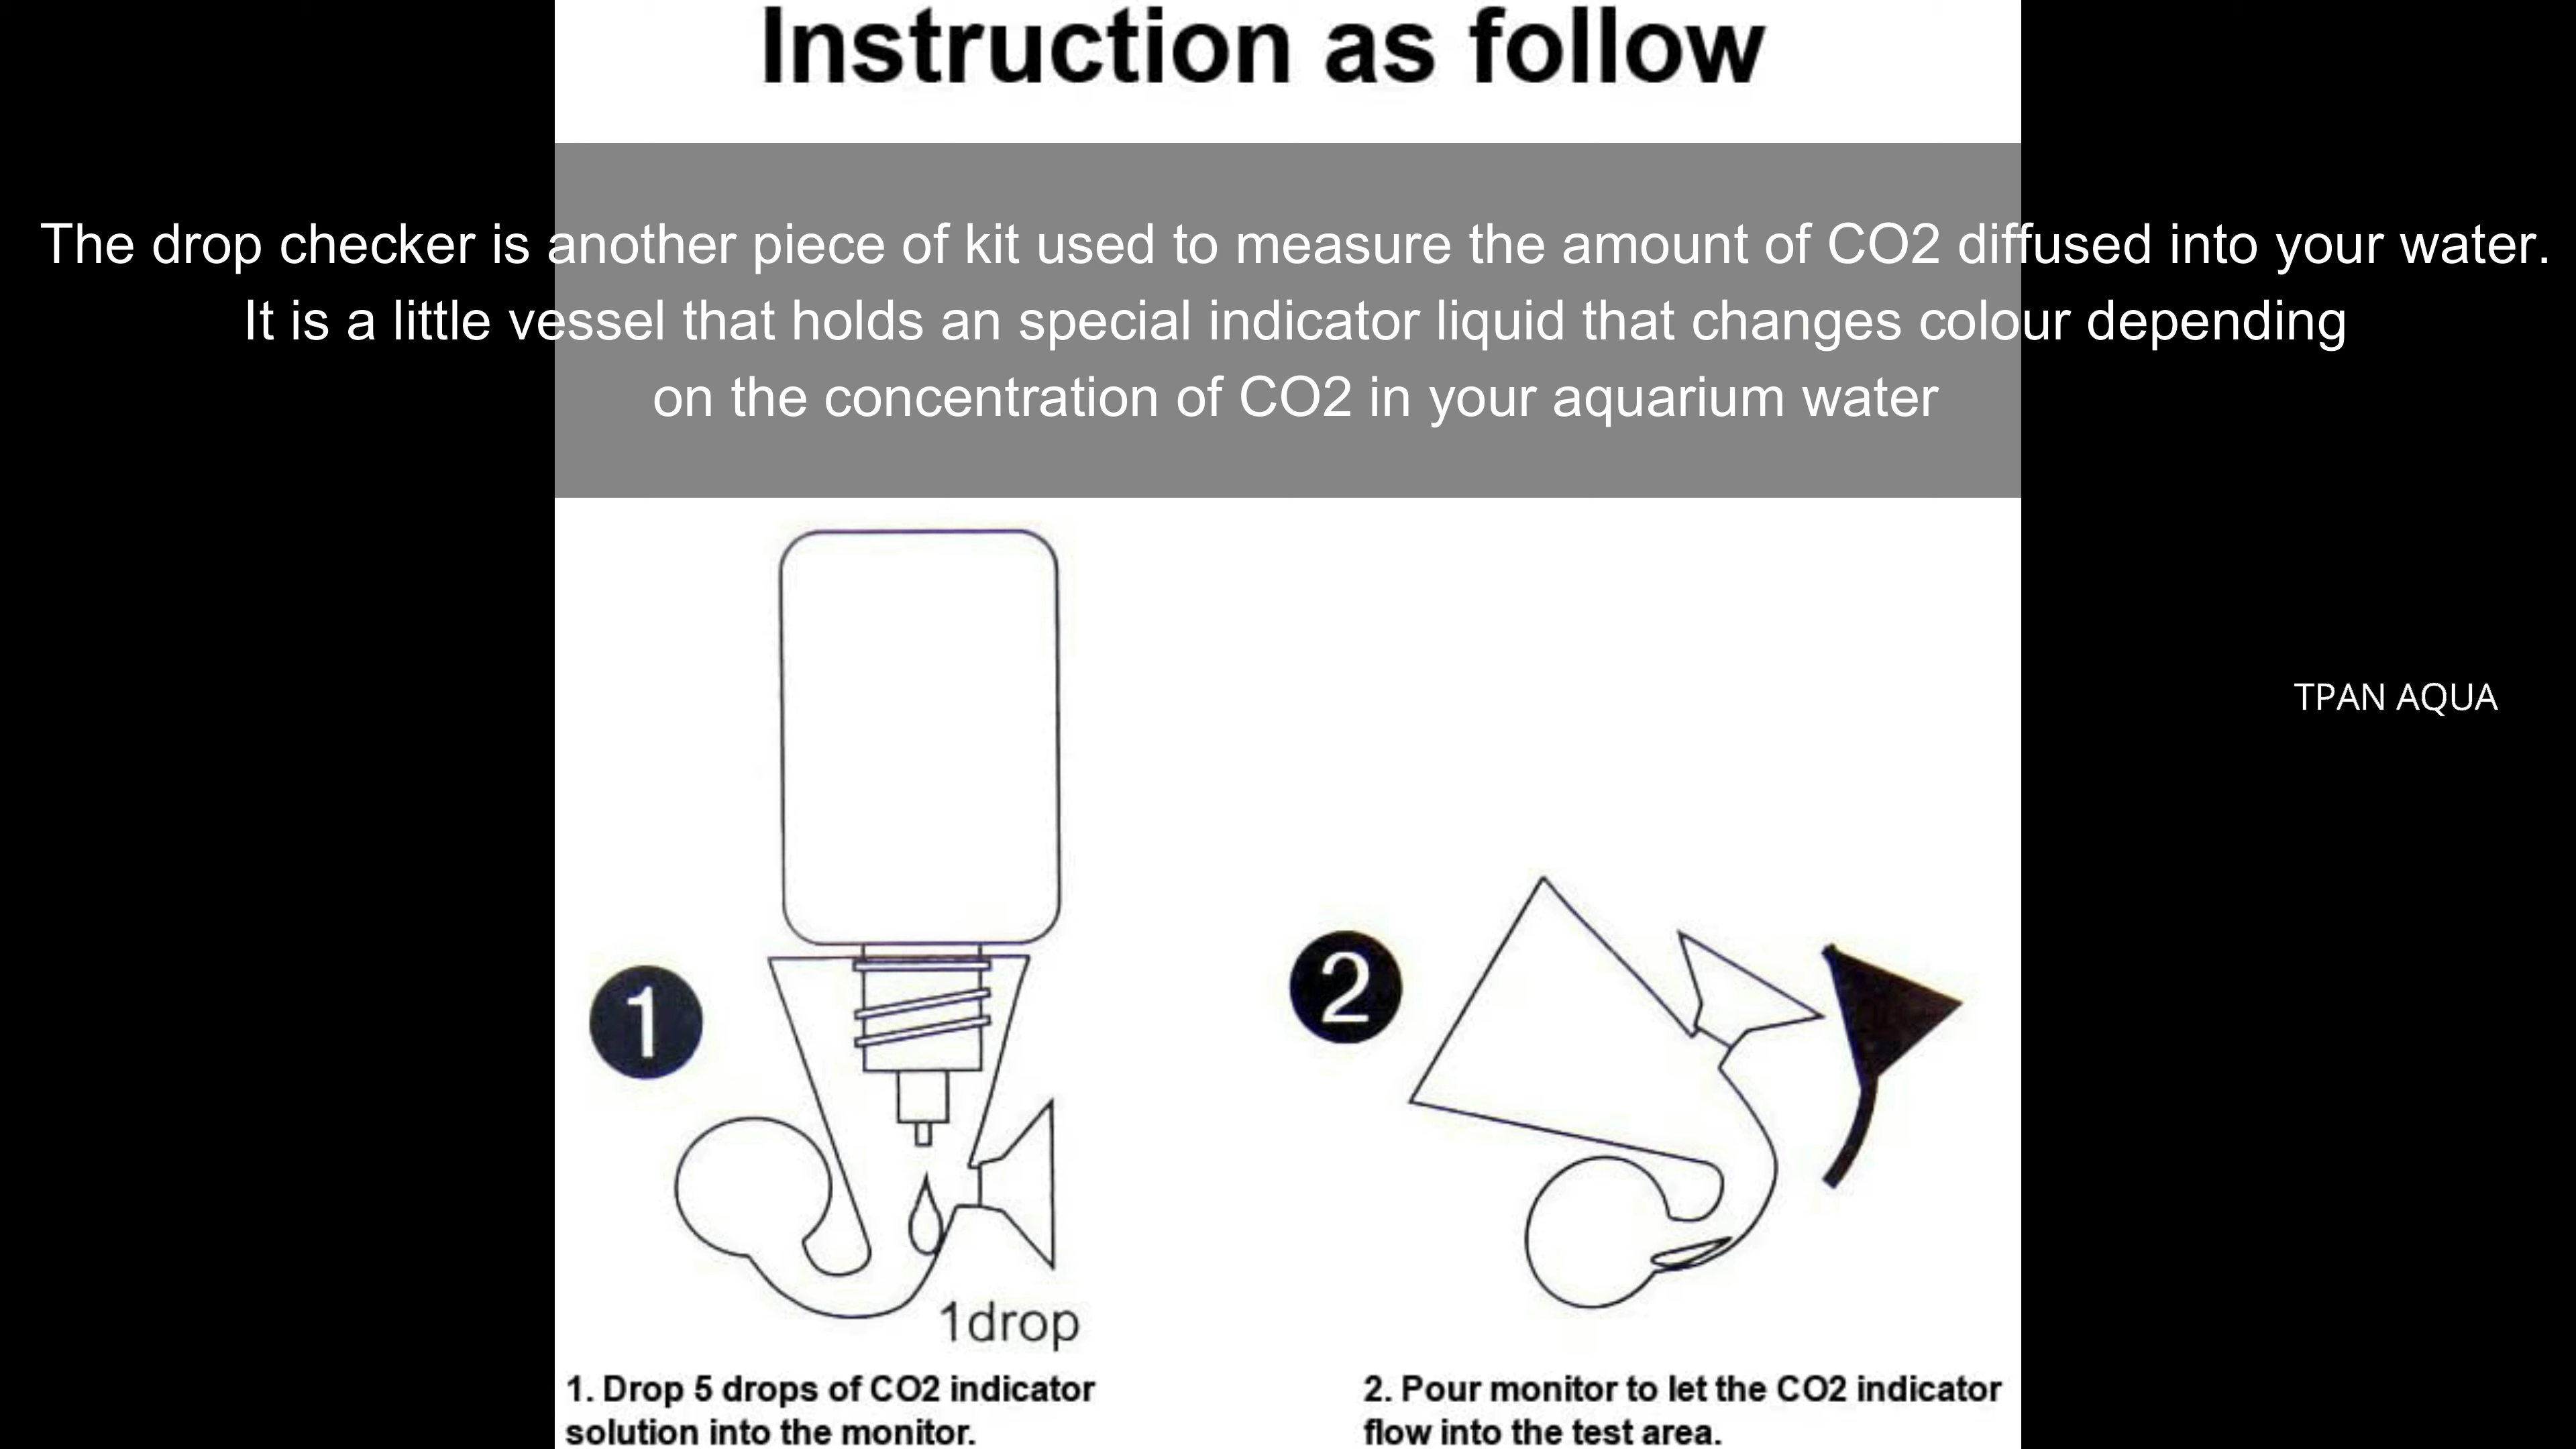 Instruction as follow
The drop checker is another piece of kit used to measure the amount of CO2 diffused into your water.
It is a little vessel that holds an special indicator liquid that changes colour depending
on the concentration of CO2 in your aquarium water
TPAN AQUA
1
2
1drop
1. Drop 5 drops of CO2 indicator
solution into the monitor.
2. Pour monitor to let the CO2 indicator
flow into the test area.